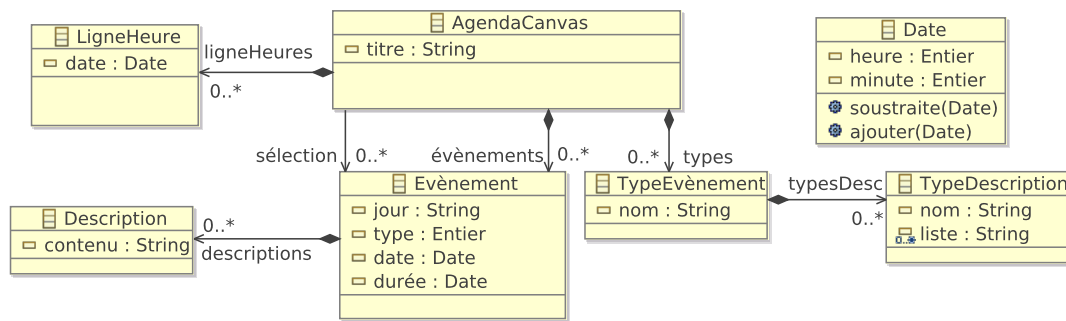 LigneHeure
date : Date
ligneHeures
0..*
AgendaCanvas
titre : String
Date
heure : Entier
minute : Entier
soustraite(Date)
ajouter(Date)
sélection
0..*
évènements
0..*
0..*
types
Description
contenu : String
0..*
descriptions
Evènement
jour : String
type : Entier
date : Date
durée : Date
TypeEvènement
nom : String
typesDesc
0..*
TypeDescription
nom : String
liste : String
0..*